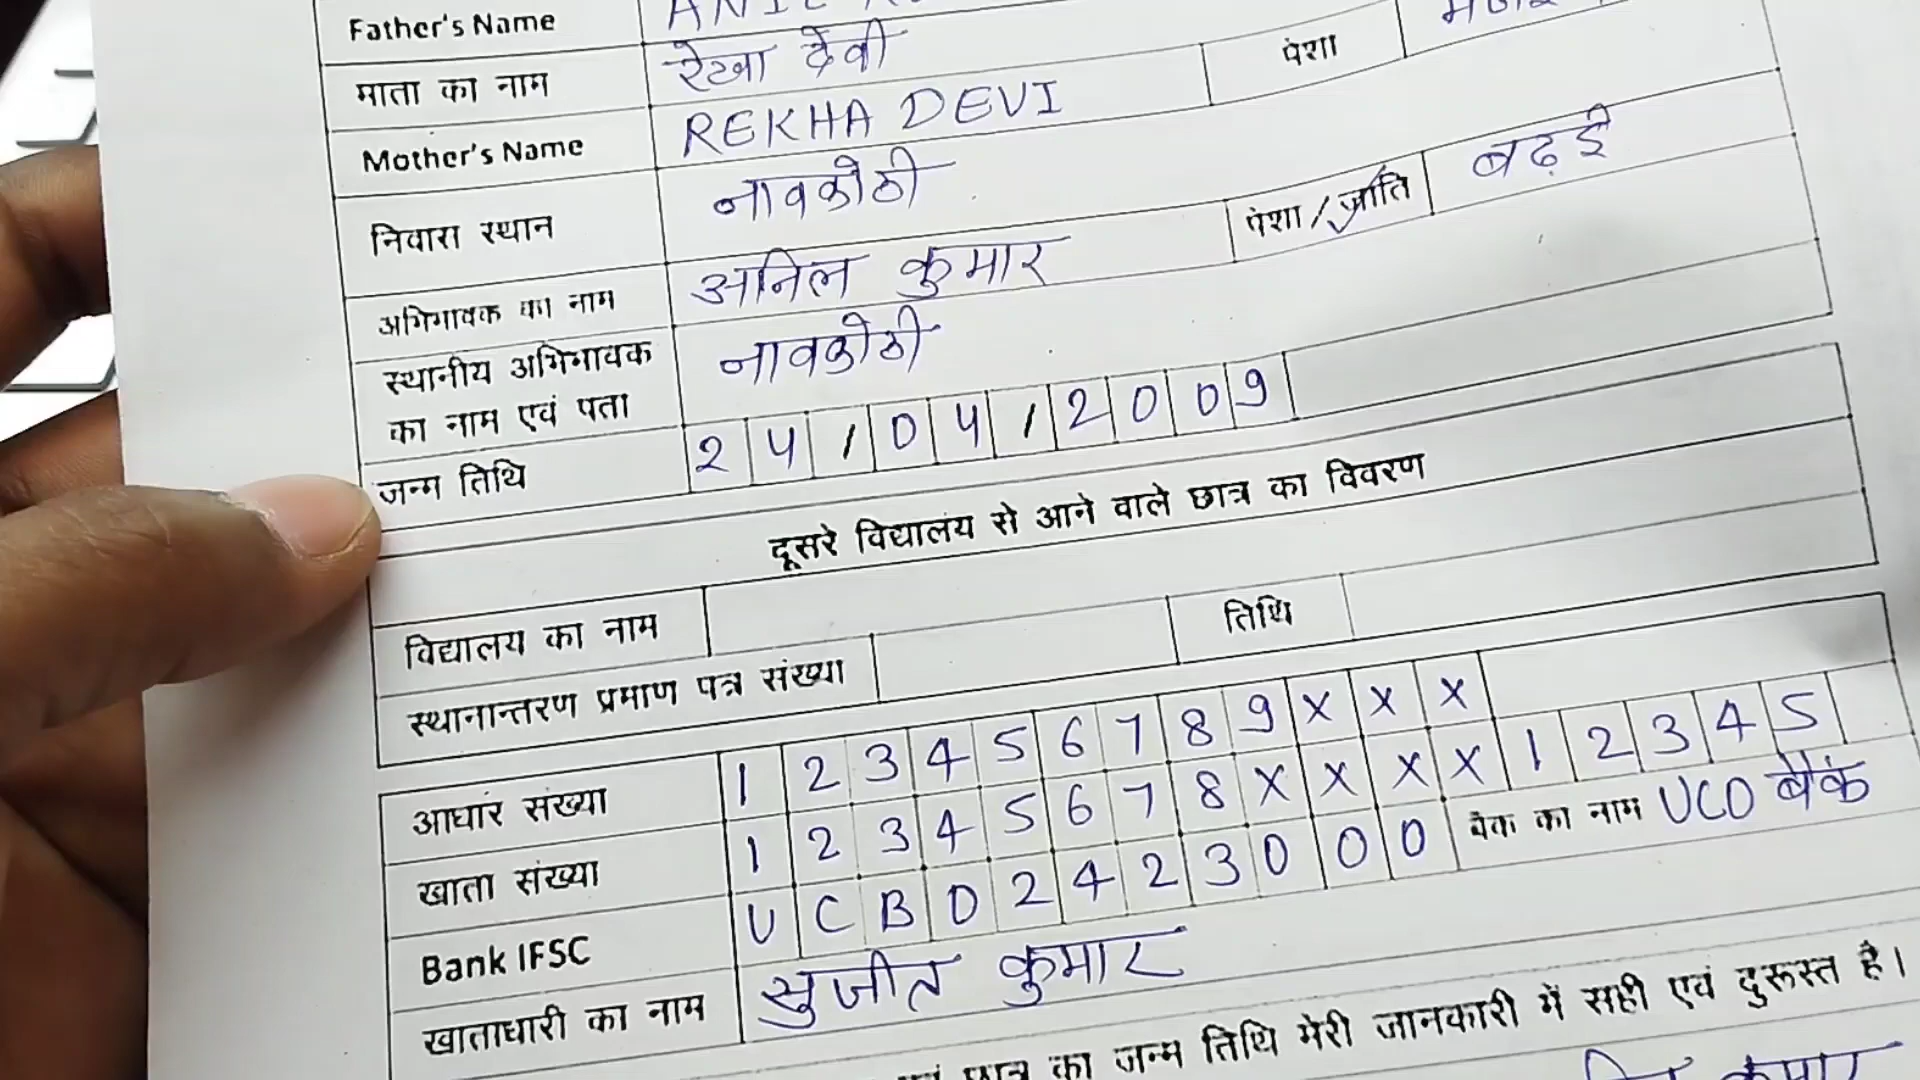 Father's Name
माता का नाम रेखा देवी पेशा
Mother's Name REKHA DEVI
निवास स्थान नावकोठी
अभिभावक का नाम अनिल कुमार पेशा/जाति बढ़ई
स्थानीय अभिभावक नावकोठी
का नाम एवं पता
जन्म तिथि 24/04/2009
दूसरे विद्यालय से आने वाले छात्र का विवरण
विद्यालय का नाम
स्थानान्तरण प्रमाण पत्र संख्या तिथि
आधार संख्या 123456789XXX
खाता संख्या 12345678XXXX12345
Bank IFSC UCBO2423000 बैंक का नाम UCO बैंक
खाताधारी का नाम सुजीत कुमार
छात्र का जन्म तिथि मेरी जानकारी में सही एवं दुरूस्त है।
कुमार